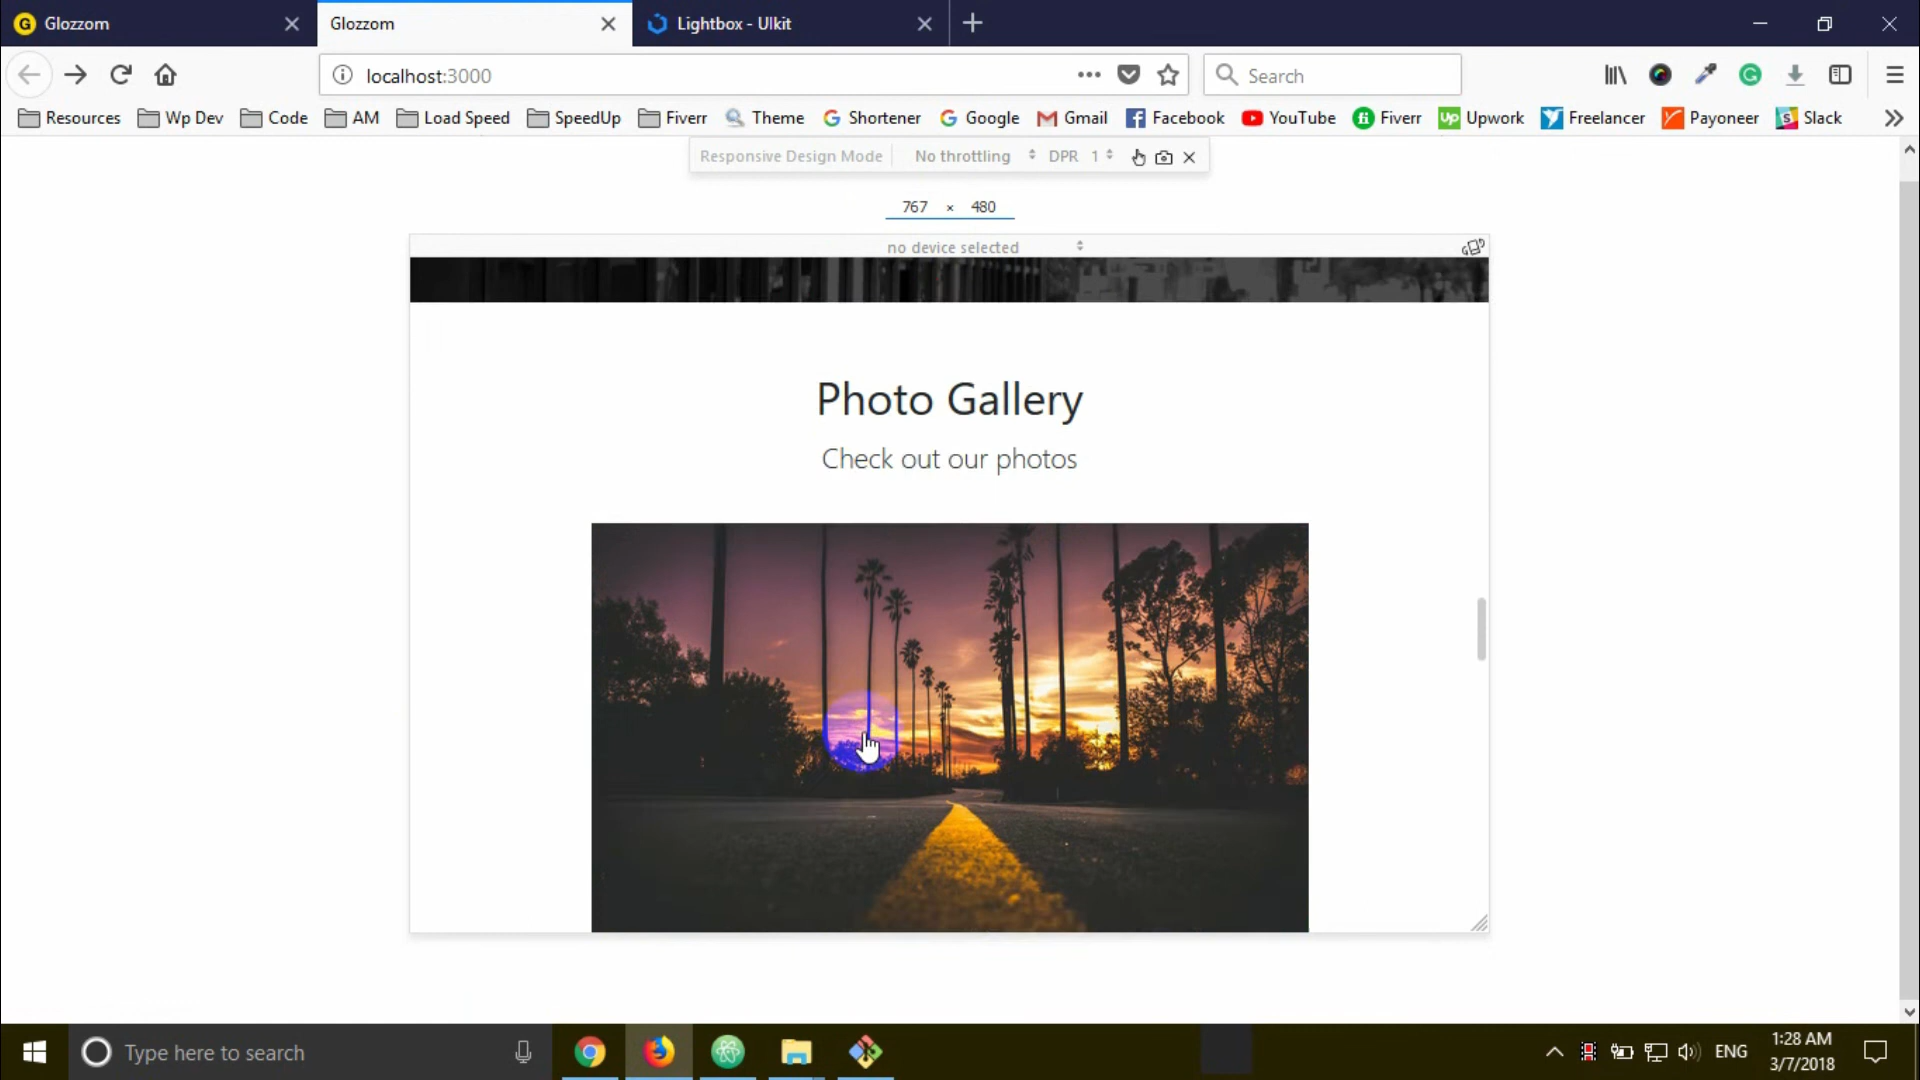 Glozzom
Glozzom
Lightbox - UIkit
localhost:3000
Search
Resources
Wp Dev
Code
AM
Load Speed
SpeedUp
Fiverr
Theme
Shortener
Google
Gmail
Facebook
YouTube
Fiverr
Upwork
Freelancer
Payoneer
Slack
Responsive Design Mode
No throttling
DPR 1
767 × 480
no device selected
Photo Gallery
Check out our photos
Type here to search
ENG
1:28 AM
3/7/2018